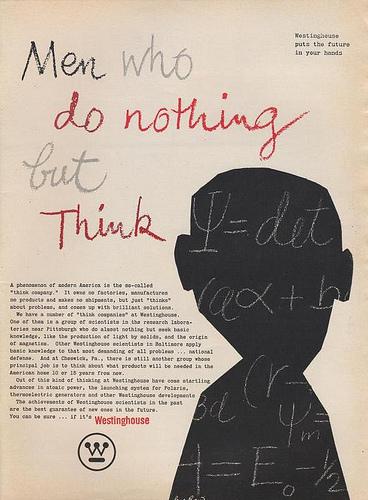 Westinghouse
puts the future
in your hands
Men who
do nothing
but
Think
A phenomenon of modern America is the so-called
"think company." It owns no factories, manufactures
no products and makes no shipments, but just "thinks"
about problems, and comes up with brilliant solutions.
We have a number of "think companies" at Westinghouse.
One of them is a group of scientists in the research labora-
tories near Pittsburgh who do almost nothing but seek basic
knowledge, like the production of light by solids, and the origin
of magnetism. Other Westinghouse scientists in Baltimore apply
basic knowledge to that most demanding of all problems ... national
defense. And at Cheswick, Pa., there is still another group whose
principal job is to think about what products will be needed in the
American home 10 or 15 years from now.
Out of this kind of thinking at Westinghouse have come startling
advances in atomic power, the launching system for Polaris,
thermoelectric generators and other Westinghouse developments
The achievements of Westinghouse scientists in the past
are the best guarantee of new ones in the future.
You can be sure ... if it's Westinghouse
W
Ψ= det
α + h
(r-
Ψm
= E₀-½